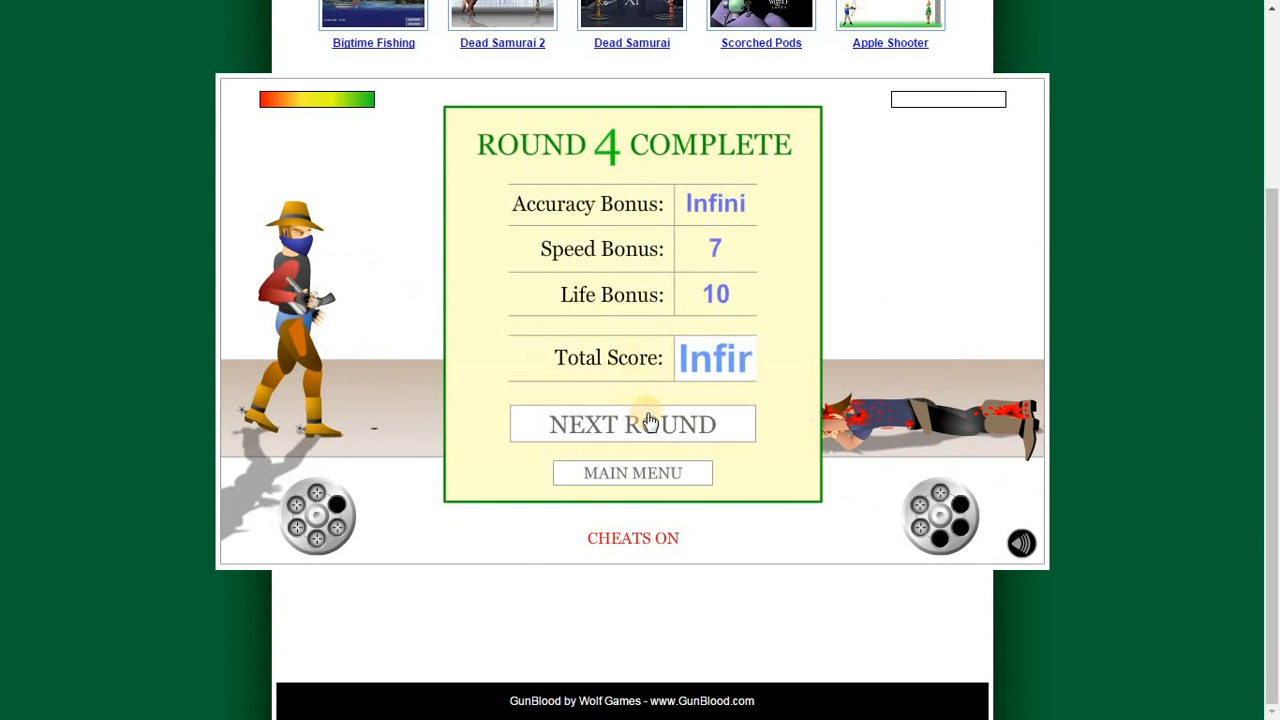 Bigtime Fishing Dead Samurai 2 Dead Samurai Scorched Pods Apple Shooter
ROUND 4 COMPLETE
Accuracy Bonus: Infini
Speed Bonus: 7
Life Bonus: 10
Total Score: Infir
NEXT ROUND
MAIN MENU
CHEATS ON
GunBlood by Wolf Games - www.GunBlood.com